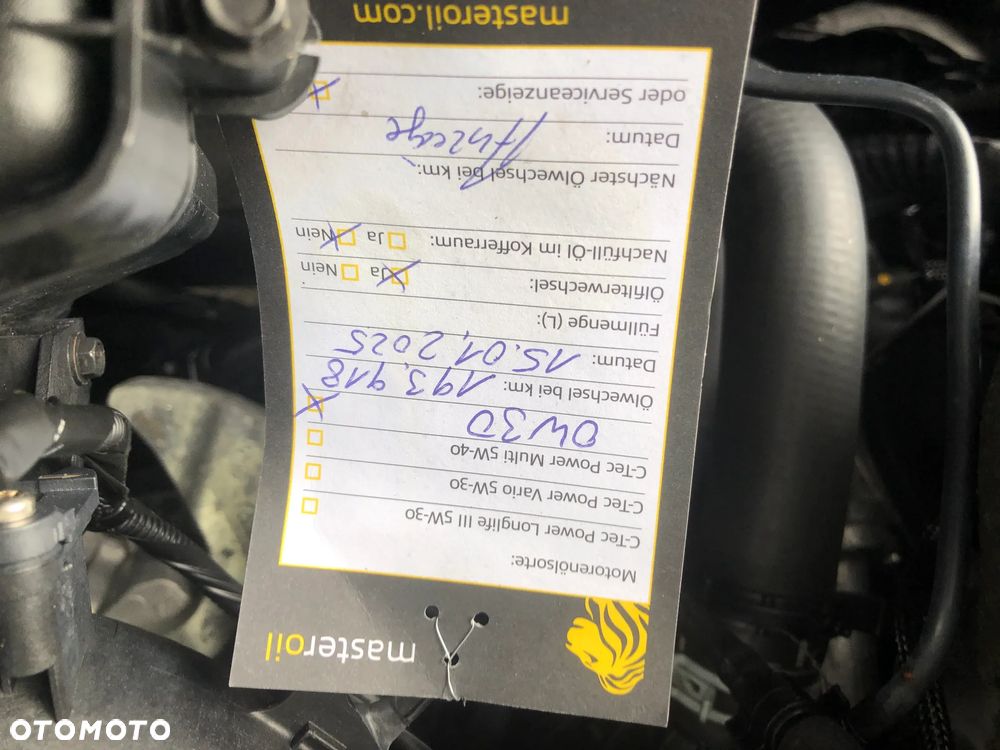 masteroil
Motorenölsorte:
C-Tec Power Longlife III 5W-30
C-Tec Power Vario 5W-30
C-Tec Power Multi 5W-40
0W30
Ölwechsel bei km: 193.918
Datum: 15.01.2025
Füllmenge (L):
Ölfilterwechsel: Ja Nein
Nachfüll-Öl im Kofferraum: Ja Nein
Nächster Ölwechsel bei km:
Datum: Anzeige
oder Serviceanzeige:
masteroil.com
OTOMOTO